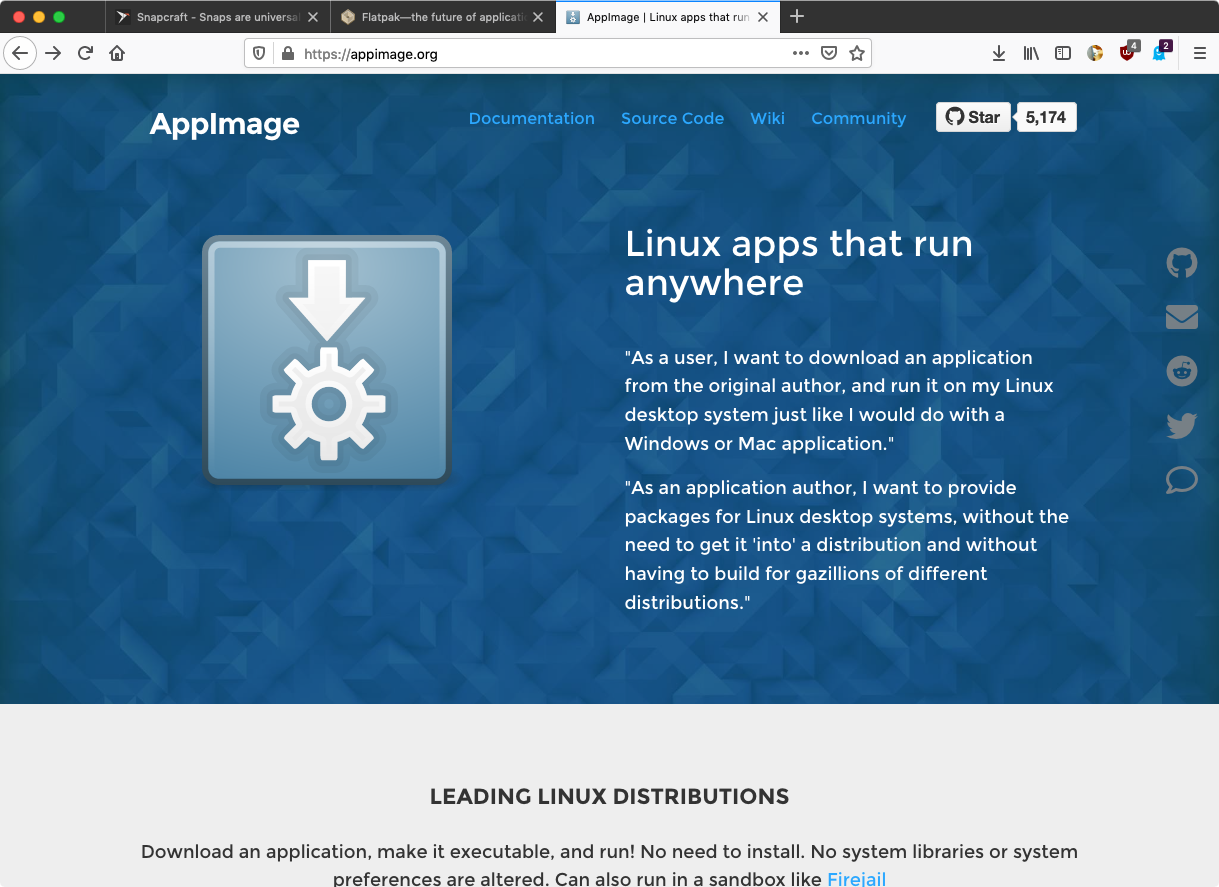 Snapcraft - Snaps are universal
Flatpak—the future of applicati
AppImage | Linux apps that run
https://appimage.org
4
2
AppImage
Documentation
Source Code
Wiki
Community
Star
5,174
Linux apps that run
anywhere
"As a user, I want to download an application
from the original author, and run it on my Linux
desktop system just like I would do with a
Windows or Mac application."
"As an application author, I want to provide
packages for Linux desktop systems, without the
need to get it 'into' a distribution and without
having to build for gazillions of different
distributions."
LEADING LINUX DISTRIBUTIONS
Download an application, make it executable, and run! No need to install. No system libraries or system
preferences are altered. Can also run in a sandbox like Firejail